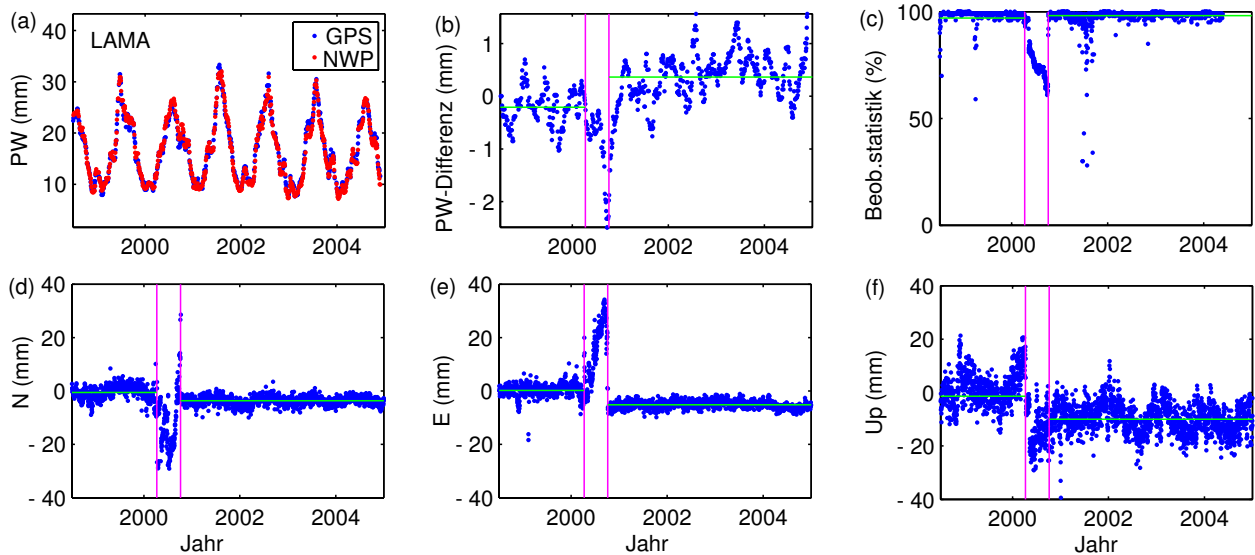 (a)
LAMA
GPS
NWP
PW (mm)
40
30
20
10
2000 2002 2004
(b)
PW-Differenz (mm)
1
0
- 1
- 2
2000 2002 2004
(c)
Beob.statistik (%)
100
100
0
2000 2002 2004
(d)
N (mm)
40
20
0
- 20
- 40
2000 2002 2004
Jahr
(e)
E (mm)
40
20
0
- 20
- 40
2000 2002 2004
Jahr
(f)
Up (mm)
40
20
0
- 20
- 40
2000 2002 2004
Jahr